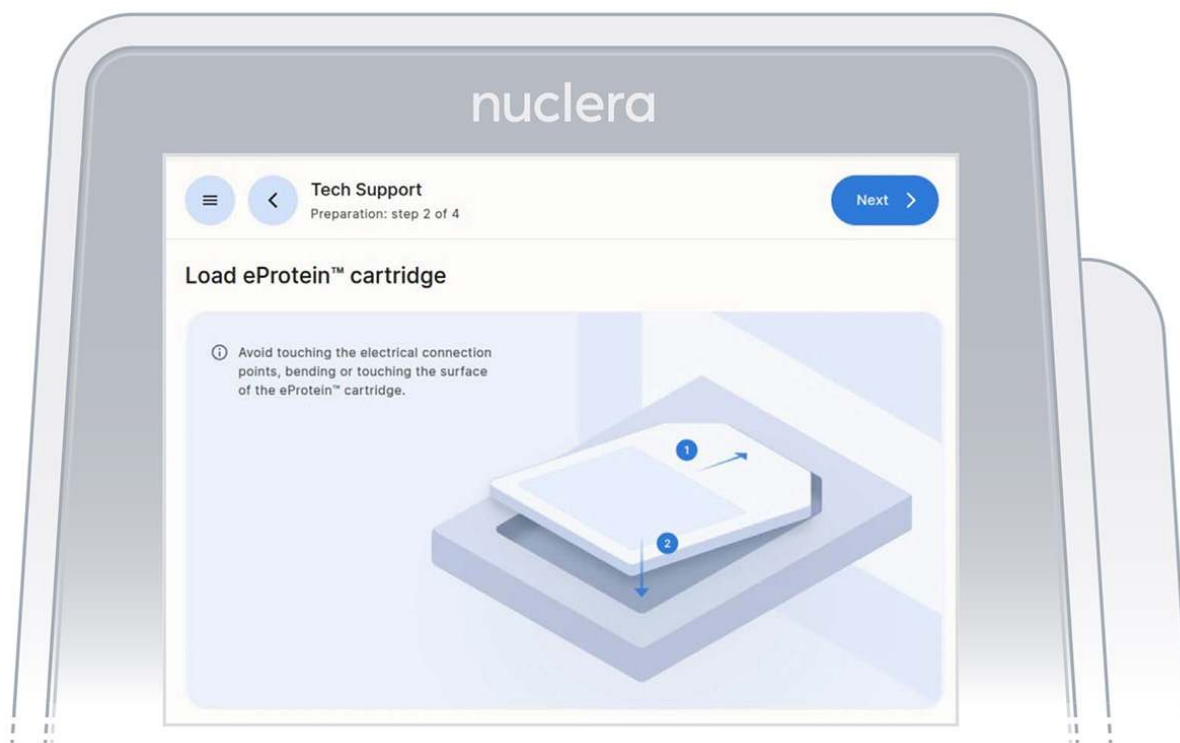 nuclera
Tech Support
Preparation: step 2 of 4
Next
Load eProtein™ cartridge
Avoid touching the electrical connection
points, bending or touching the surface
of the eProtein™ cartridge.
1
2